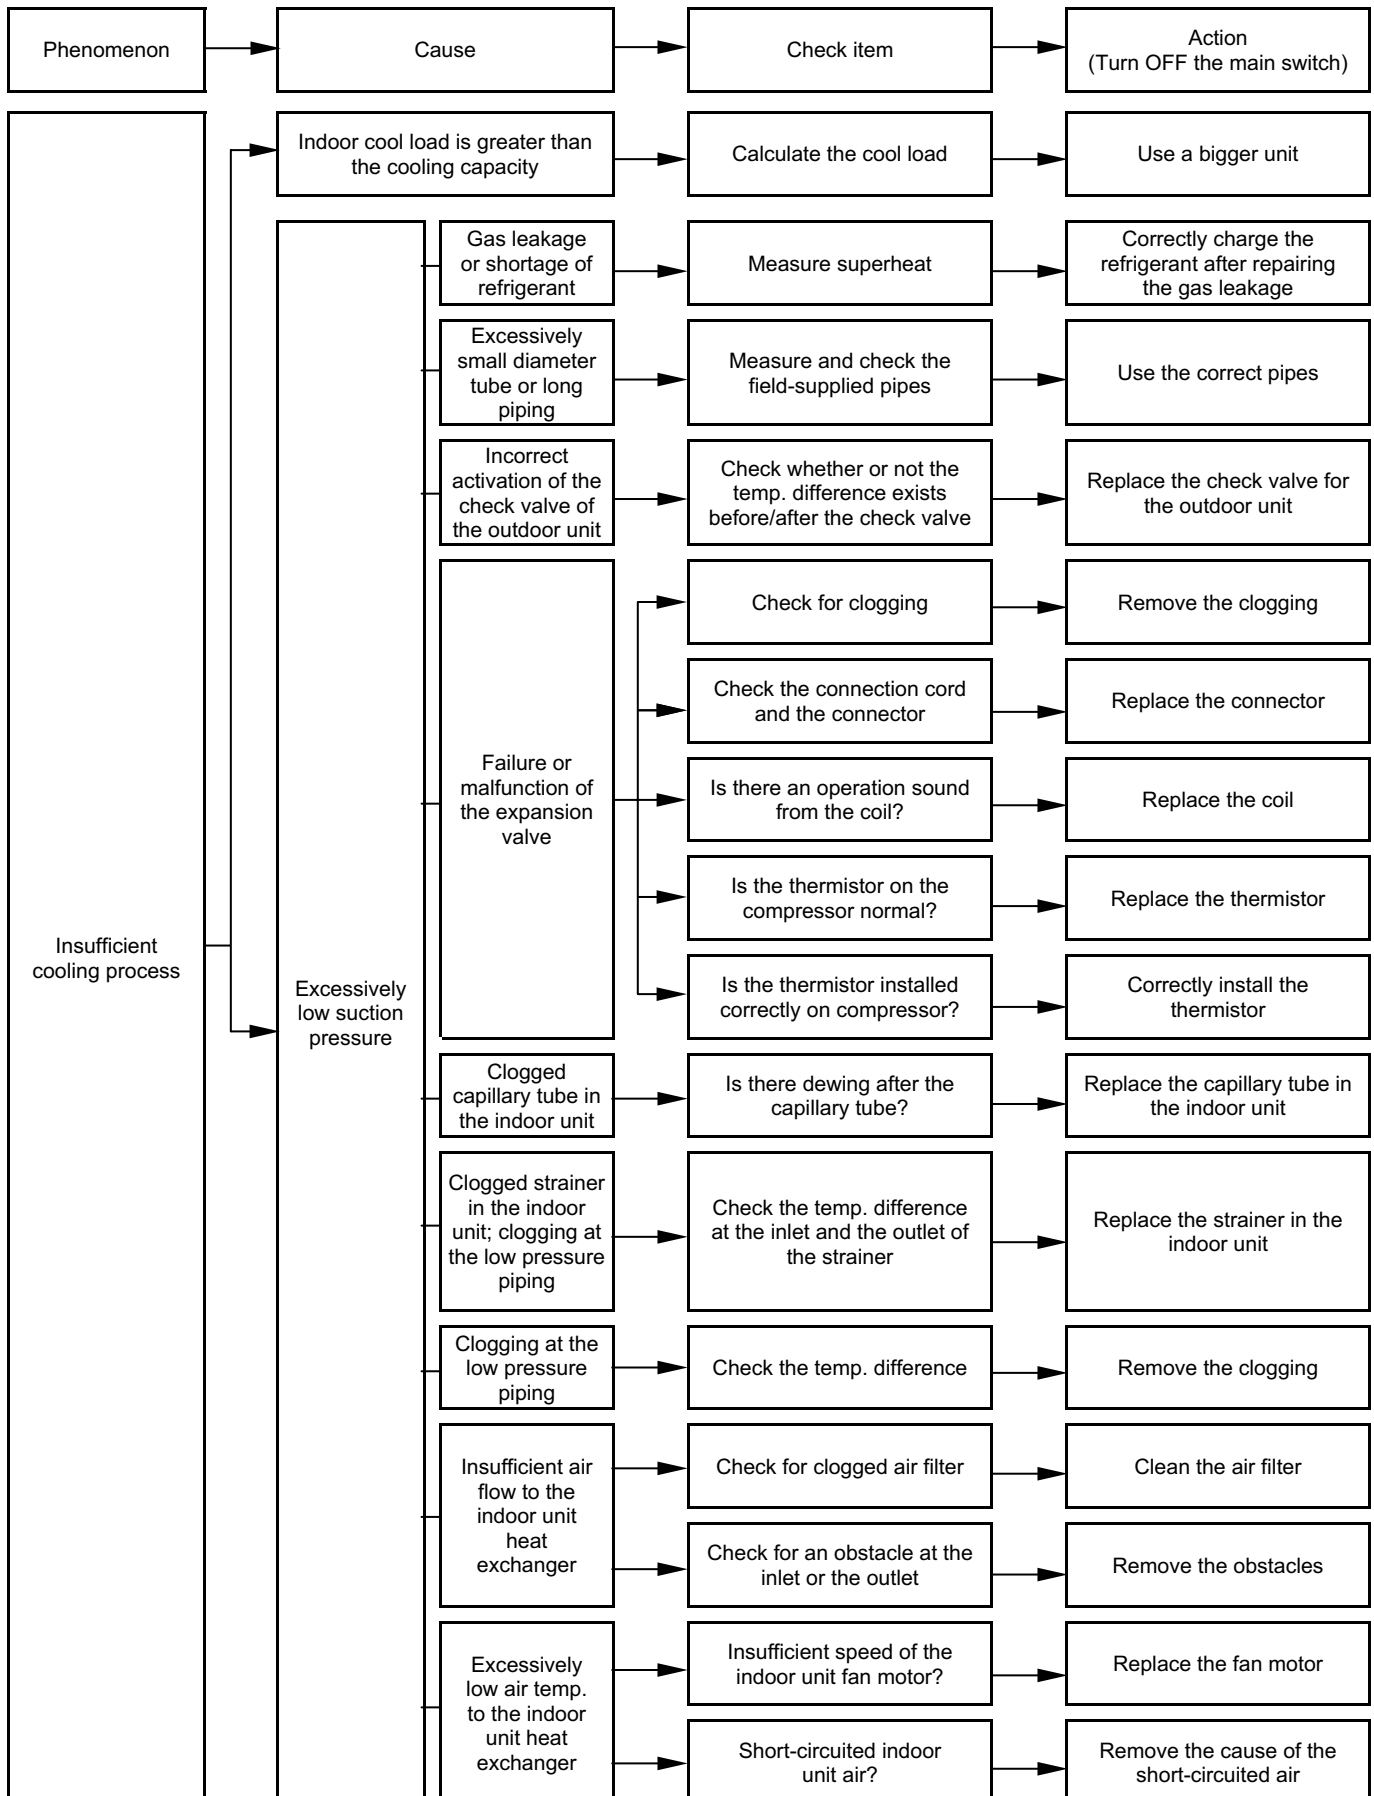 Phenomenon
Cause
Check item
Action
(Turn OFF the main switch)
Insufficient
cooling process
Indoor cool load is greater than
the cooling capacity
Calculate the cool load
Use a bigger unit
Excessively
low suction
pressure
Gas leakage
or shortage of
refrigerant
Measure superheat
Correctly charge the
refrigerant after repairing
the gas leakage
Excessively
small diameter
tube or long
piping
Measure and check the
field-supplied pipes
Use the correct pipes
Incorrect
activation of the
check valve of
the outdoor unit
Check whether or not the
temp. difference exists
before/after the check valve
Replace the check valve for
the outdoor unit
Failure or
malfunction of
the expansion
valve
Check for clogging
Remove the clogging
Check the connection cord
and the connector
Replace the connector
Is there an operation sound
from the coil?
Replace the coil
Is the thermistor on the
compressor normal?
Replace the thermistor
Is the thermistor installed
correctly on compressor?
Correctly install the
thermistor
Clogged
capillary tube in
the indoor unit
Is there dewing after the
capillary tube?
Replace the capillary tube in
the indoor unit
Clogged strainer
in the indoor
unit; clogging at
the low pressure
piping
Check the temp. difference
at the inlet and the outlet of
the strainer
Replace the strainer in the
indoor unit
Clogging at the
low pressure
piping
Check the temp. difference
Remove the clogging
Insufficient air
flow to the
indoor unit
heat
exchanger
Check for clogged air filter
Clean the air filter
Check for an obstacle at the
inlet or the outlet
Remove the obstacles
Excessively
low air temp.
to the indoor
unit heat
exchanger
Insufficient speed of the
indoor unit fan motor?
Replace the fan motor
Short-circuited indoor
unit air?
Remove the cause of the
short-circuited air